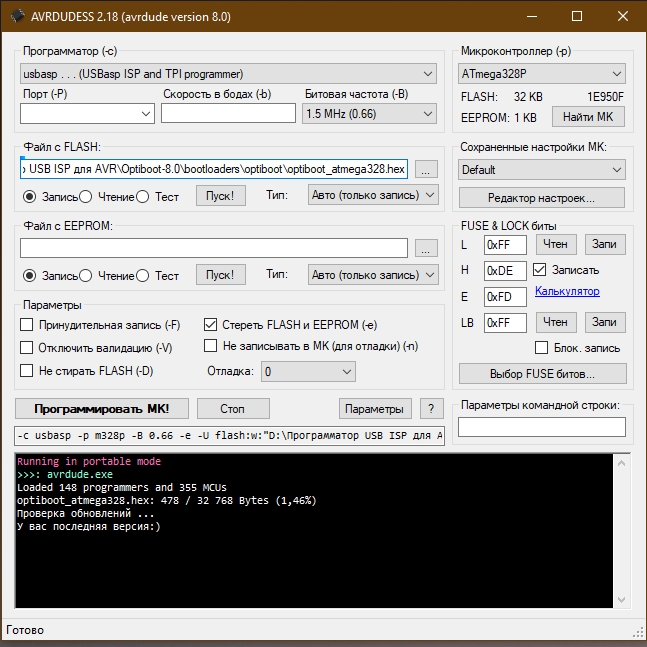 AVRDUDESS 2.18 (avrdude version 8.0)
Программатор (-c)
usbasp . . . (USBasp ISP and TPI programmer)
Порт (-P) Скорость в бодах (-b) Битовая частота (-B)
1.5 MHz (0.66)
Микроконтроллер (-p)
ATmega328P
FLASH: 32 KB 1E950F
EEPROM: 1 KB Найти МК
Файл с FLASH:
USB ISP для AVR\Optiboot-8.0\bootloaders\optiboot\optiboot_atmega328.hex ...
Запись Чтение Тест Пуск! Тип: Авто (только запись)
Сохраненные настройки МК:
Default
Редактор настроек...
Файл с EEPROM:
...
Запись Чтение Тест Пуск! Тип: Авто (только запись)
FUSE & LOCK биты
L 0xFF Чтен Запи
H 0xDE Записать
E 0xFD Калькулятор
LB 0xFF Чтен Запи
Блок. запись
Выбор FUSE битов...
Параметры
Принудительная запись (-F) Стереть FLASH и EEPROM (-e)
Отключить валидацию (-V) Не записывать в МК (для отладки) (-n)
Не стирать FLASH (-D) Отладка: 0
Программировать МК! Стоп Параметры ?
Параметры командной строки:
-c usbasp -p m328p -B 0.66 -e -U flash:w:"D:\Программатор USB ISP для A
Running in portable mode
>>>: avrdude.exe
Loaded 148 programmers and 355 MCUs
optiboot_atmega328.hex: 478 / 32 768 Bytes (1,46%)
Проверка обновлений ...
У вас последняя версия:)
Готово